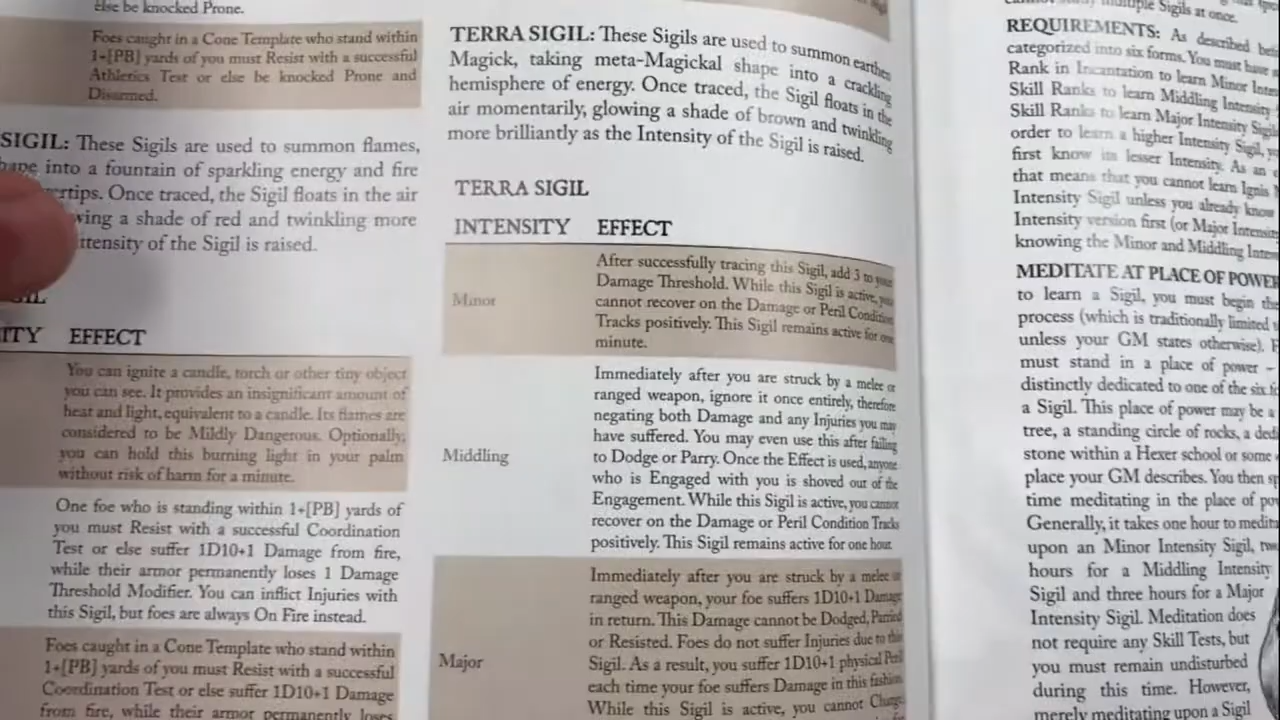 else be knocked Prone.
Foes caught in a Cone Template who stand within
1+[PB] yards of you must Resist with a successful
Athletics Test or else be knocked Prone and
Disarmed.
SIGIL: These Sigils are used to summon flames,
into a fountain of sparkling energy and fire
Once traced, the Sigil floats in the air
a shade of red and twinkling more
of the Sigil is raised.
EFFECT
You can ignite a candle, torch or other tiny object
you can see. It provides an insignificant amount of
heat and light, equivalent to a candle. Its flames are
considered to be Mildly Dangerous. Optionally,
you can hold this burning light in your palm
without risk of harm for a minute.
One foe who is standing within 1+[PB] yards of
you must Resist with a successful Coordination
Test or else suffer 1D10+1 Damage from fire,
while their armor permanently loses 1 Damage
Threshold Modifier. You can inflict Injuries with
this Sigil, but foes are always On Fire instead.
Foes caught in a Cone Template who stand within
1+[PB] yards of you must Resist with a successful
Coordination Test or else suffer 1D10+1 Damage
from fire, while their armor permanently loses
TERRA SIGIL: These Sigils are used to summon earthen
Magick, taking meta-Magickal shape into a crackling
hemisphere of energy. Once traced, the Sigil floats in the
air momentarily, glowing a shade of brown and twinkling
more brilliantly as the Intensity of the Sigil is raised.
TERRA SIGIL
INTENSITY EFFECT
Minor
After successfully tracing this Sigil, add 3 to your
Damage Threshold. While this Sigil is active, you
cannot recover on the Damage or Peril Condition
Tracks positively. This Sigil remains active for one
minute.
Middling
Immediately after you are struck by a melee or
ranged weapon, ignore it once entirely, therefore
negating both Damage and any Injuries you may
have suffered. You may even use this after failing
to Dodge or Parry. Once the Effect is used, anyone
who is Engaged with you is shoved out of the
Engagement. While this Sigil is active, you cannot
recover on the Damage or Peril Condition Tracks
positively. This Sigil remains active for one hour.
Major
Immediately after you are struck by a melee or
ranged weapon, your foe suffers 1D10+1 Damage
in return. This Damage cannot be Dodged, Parried
or Resisted. Foes do not suffer Injuries due to this
Sigil. As a result, you suffer 1D10+1 physical Peril
each time your foe suffers Damage in this fashion.
While this Sigil is active, you cannot Charge,
multiple Sigils at once.
REQUIREMENTS: As described
categorized into six forms. You must have
Rank in Incantation to learn Minor
Skill Ranks to learn Middling Intensity
Skill Ranks to learn Major Intensity
order to learn a higher Intensity Sigil,
first know its lesser Intensity. As an
that means that you cannot learn Ignis
Intensity Sigil unless you already know
Intensity version first (or Major
knowing the Minor and Middling
MEDITATE AT PLACE OF POWER
to learn a Sigil, you must begin the
process (which is traditionally limited
unless your GM states otherwise).
must stand in a place of power –
distinctly dedicated to one of the six
a Sigil. This place of power may be a
tree, a standing circle of rocks, a
stone within a Hexer school or some
place your GM describes. You then
time meditating in the place of
Generally, it takes one hour to
upon an Minor Intensity Sigil,
hours for a Middling Intensity
Sigil and three hours for a Major
Intensity Sigil. Meditation does
not require any Skill Tests, but
you must remain undisturbed
during this time. However,
merely meditating upon a Sigil